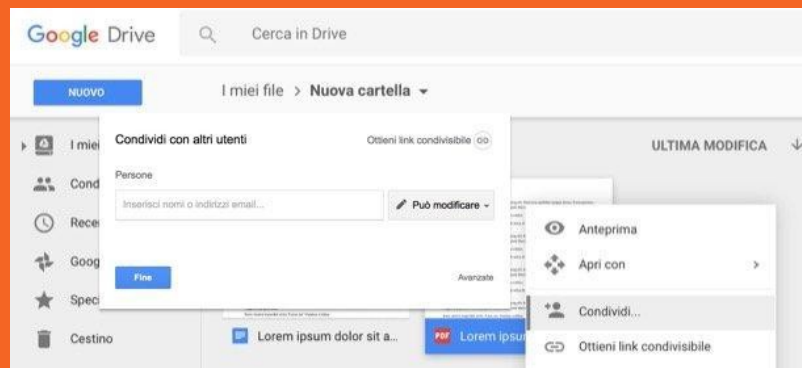 Google Drive
Cerca in Drive
NUOVO
I miei file > Nuova cartella
I miei
Cond
Rece
Goog
Speci
Cestino
Condividi con altri utenti
Ottieni link condivisibile
Persone
Inserisci nomi o indirizzi email...
Può modificare
Fine
Avanzate
ULTIMA MODIFICA
Lorem ipsum dolor sit a...
PDF Lorem ipsu
Anteprima
Apri con
Condividi...
Ottieni link condivisibile